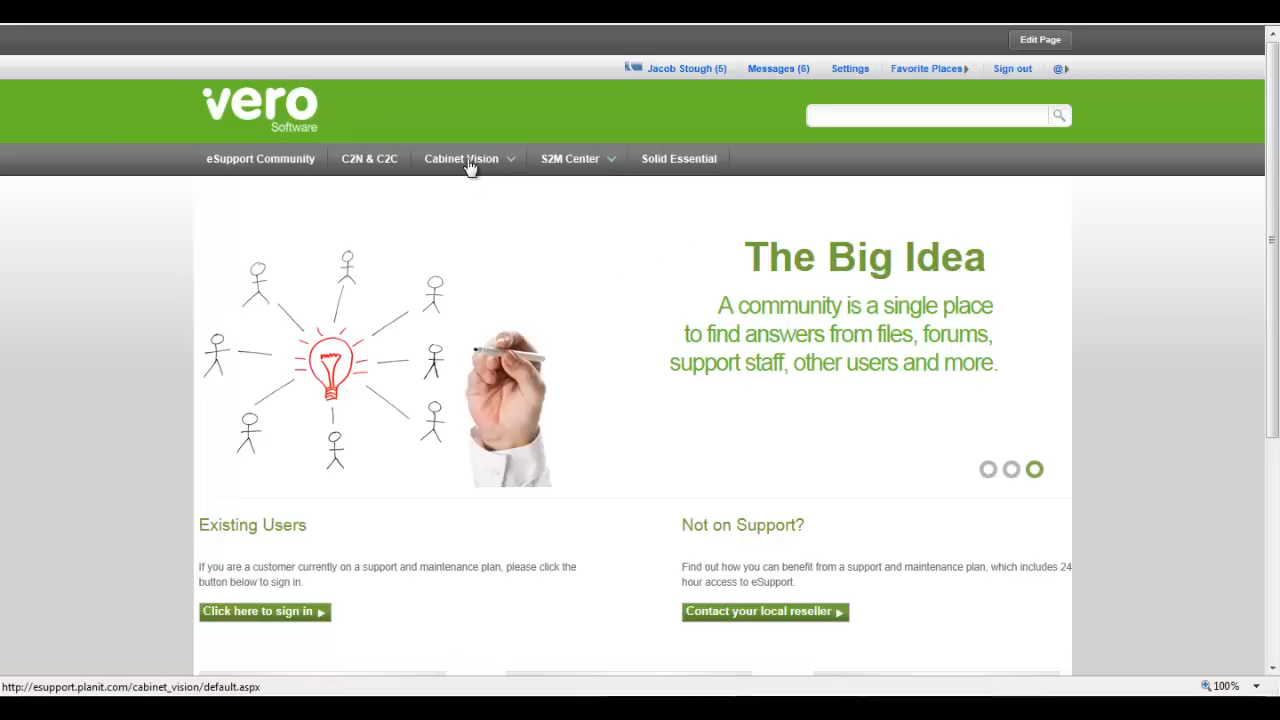 Edit Page
Jacob Stough (5) Messages (6) Settings Favorite Places Sign out @
vero
Software
eSupport Community C2N & C2C Cabinet Vision S2M Center Solid Essential
The Big Idea
A community is a single place
to find answers from files, forums,
support staff, other users and more.
Existing Users
If you are a customer currently on a support and maintenance plan, please click the
button below to sign in.
Click here to sign in
Not on Support?
Find out how you can benefit from a support and maintenance plan, which includes 24
hour access to eSupport.
Contact your local reseller
http://esupport.planit.com/cabinet_vision/default.aspx
100%